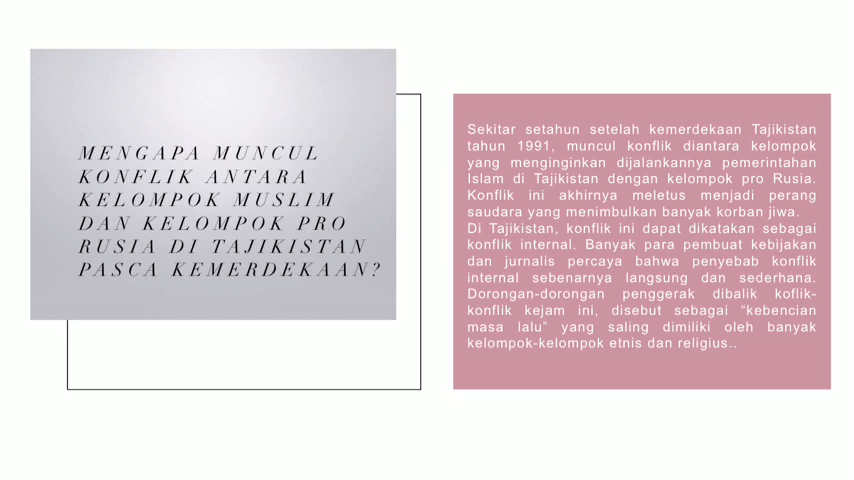 MENGAPA MUNCUL
KONFLIK ANTARA
KELOMPOK MUSLIM
DAN KELOMPOK PRO
RUSIA DI TAJIKISTAN
PASCA KEMERDEKAAN?
Sekitar setahun setelah kemerdekaan Tajikistan
tahun 1991, muncul konflik diantara kelompok
yang menginginkan dijalankannya pemerintahan
Islam di Tajikistan dengan kelompok pro Rusia.
Konflik ini akhirnya meletus menjadi perang
saudara yang menimbulkan banyak korban jiwa.
Di Tajikistan, konflik ini dapat dikatakan sebagai
konflik internal. Banyak para pembuat kebijakan
dan jurnalis percaya bahwa penyebab konflik
internal sebenarnya langsung dan sederhana.
Dorongan-dorongan penggerak dibalik koflik-
konflik kejam ini, disebut sebagai “kebencian
masa lalu” yang saling dimiliki oleh banyak
kelompok-kelompok etnis dan religius..